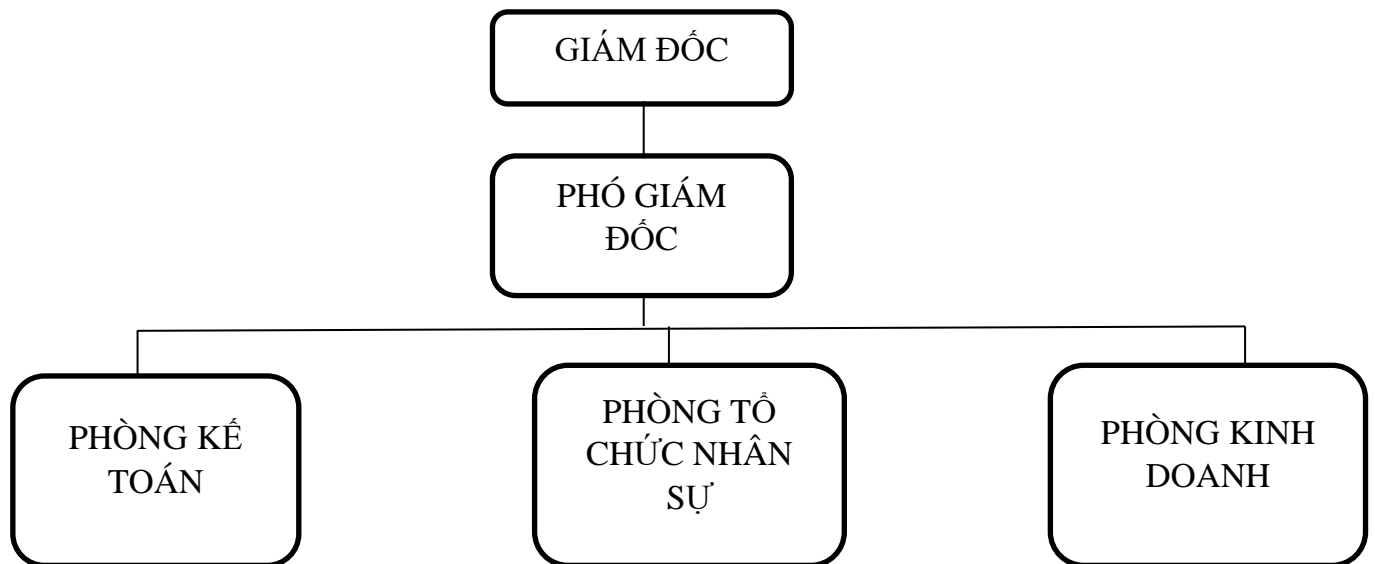 GIÁM ĐỐC
PHÓ GIÁM
ĐỐC
PHÒNG KẾ
TOÁN
PHÒNG TỔ
CHỨC NHÂN
SỰ
PHÒNG KINH
DOANH